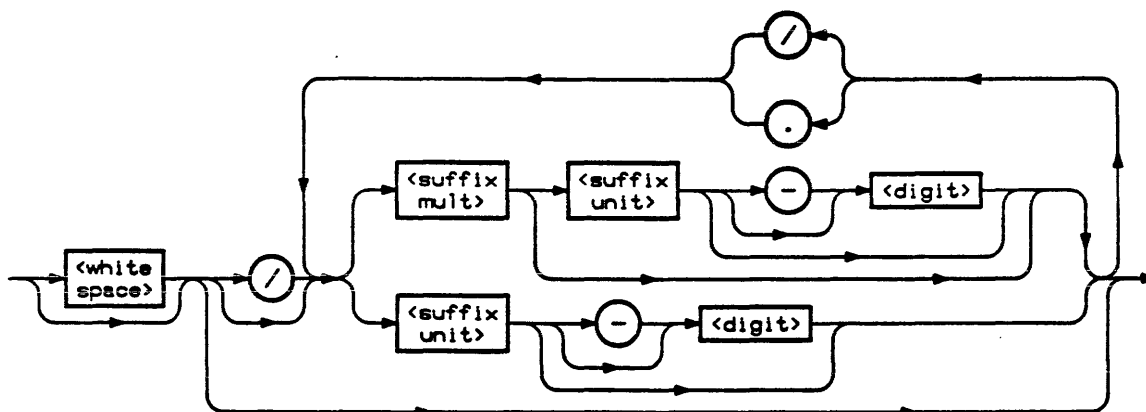 /
.
<suffix
mult>
<suffix
unit>
-
<digit>
<white
space>
/
<suffix
unit>
-
<digit>